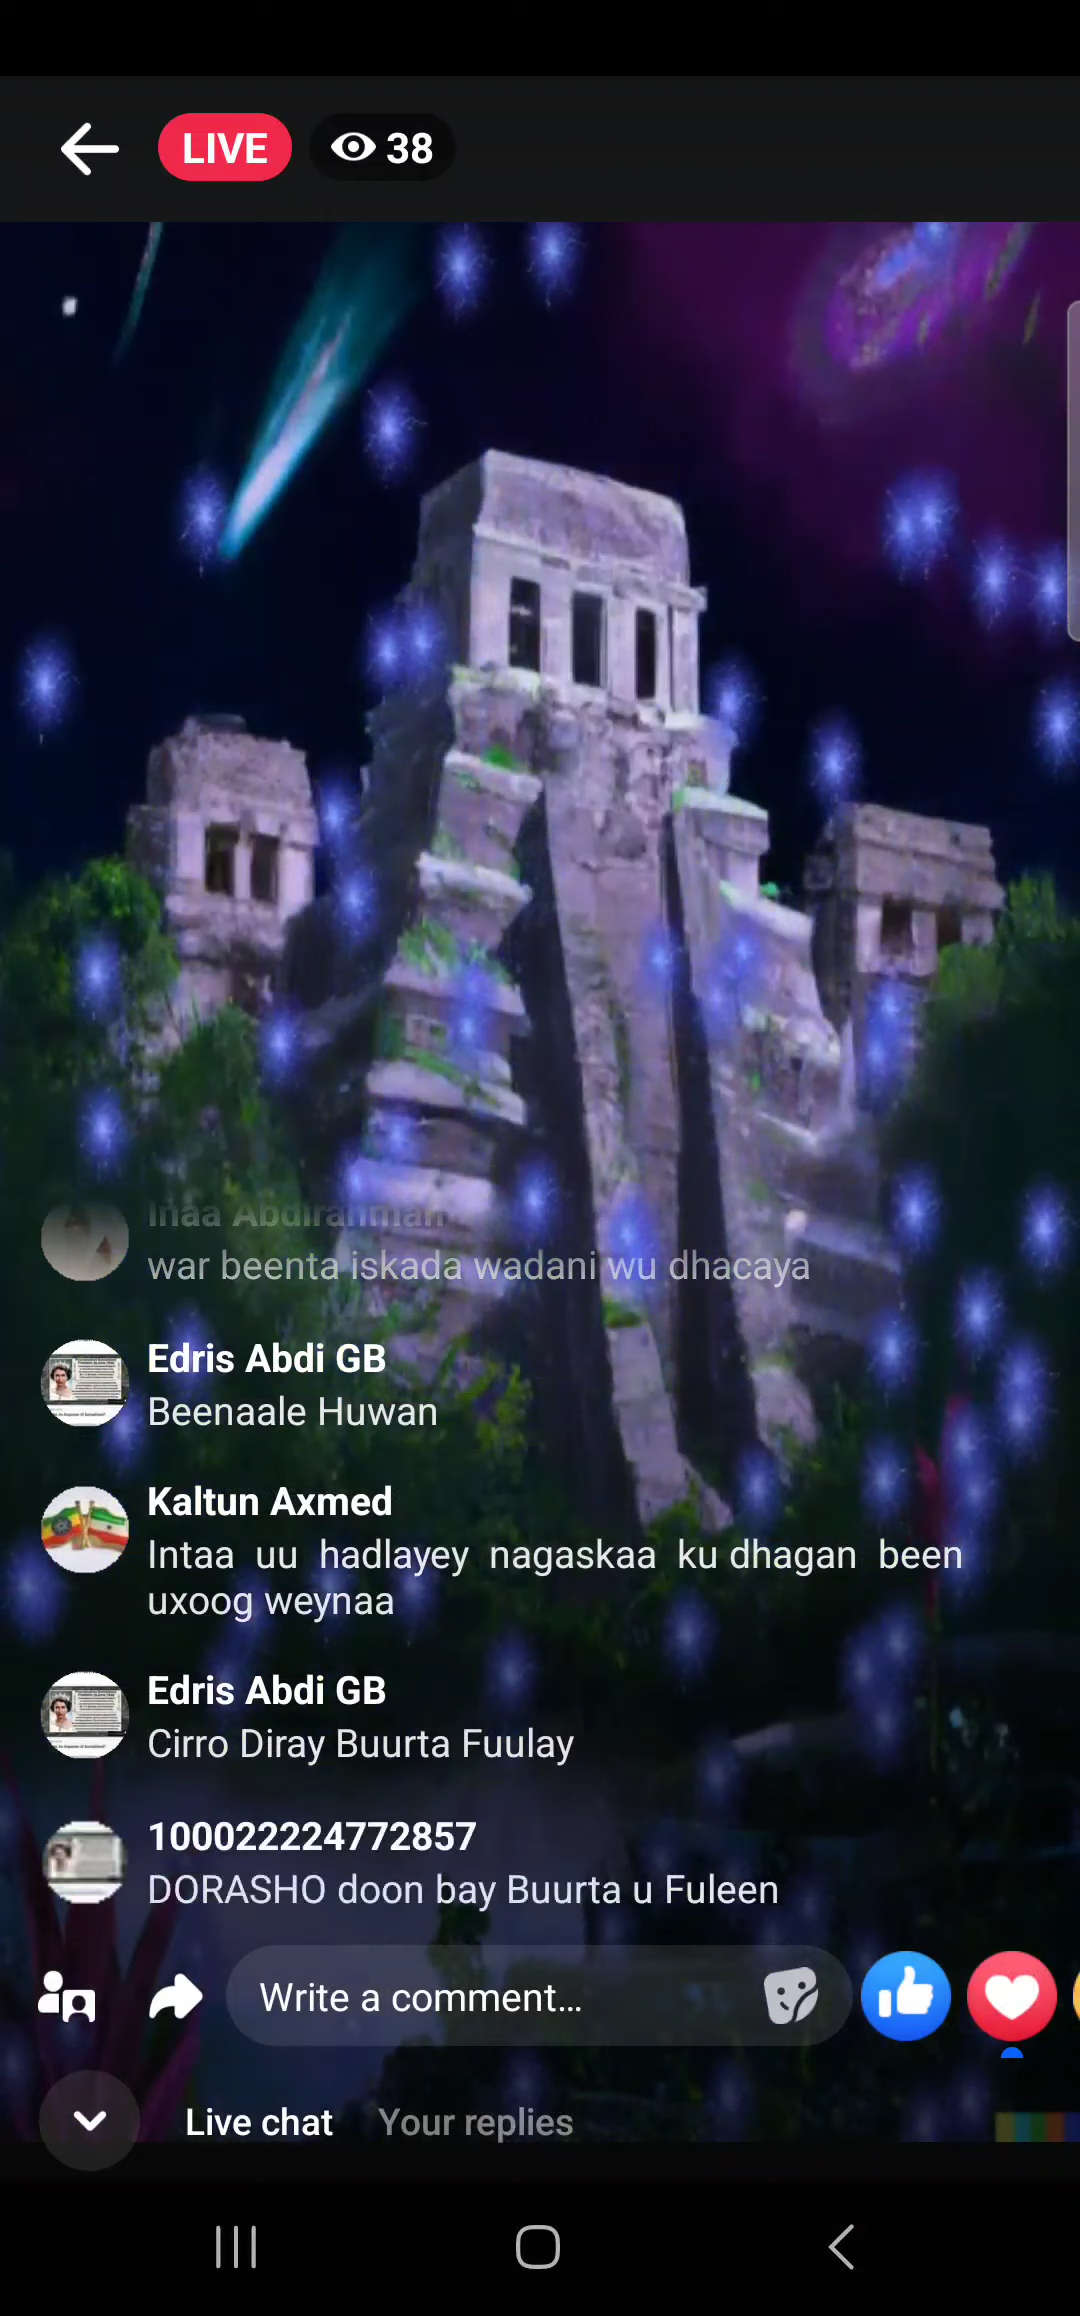 LIVE 38
Inaa Abdirahman
war beenta iskada wadani wu dhacaya
Edris Abdi GB
Beenaale Huwan
Kaltun Axmed
Intaa uu hadlayey nagaskaa ku dhagan been
uxoog weynaa
Edris Abdi GB
Cirro Diray Buurta Fuulay
100022224772857
DORASHO doon bay Buurta u Fuleen
Write a comment...
Live chat Your replies